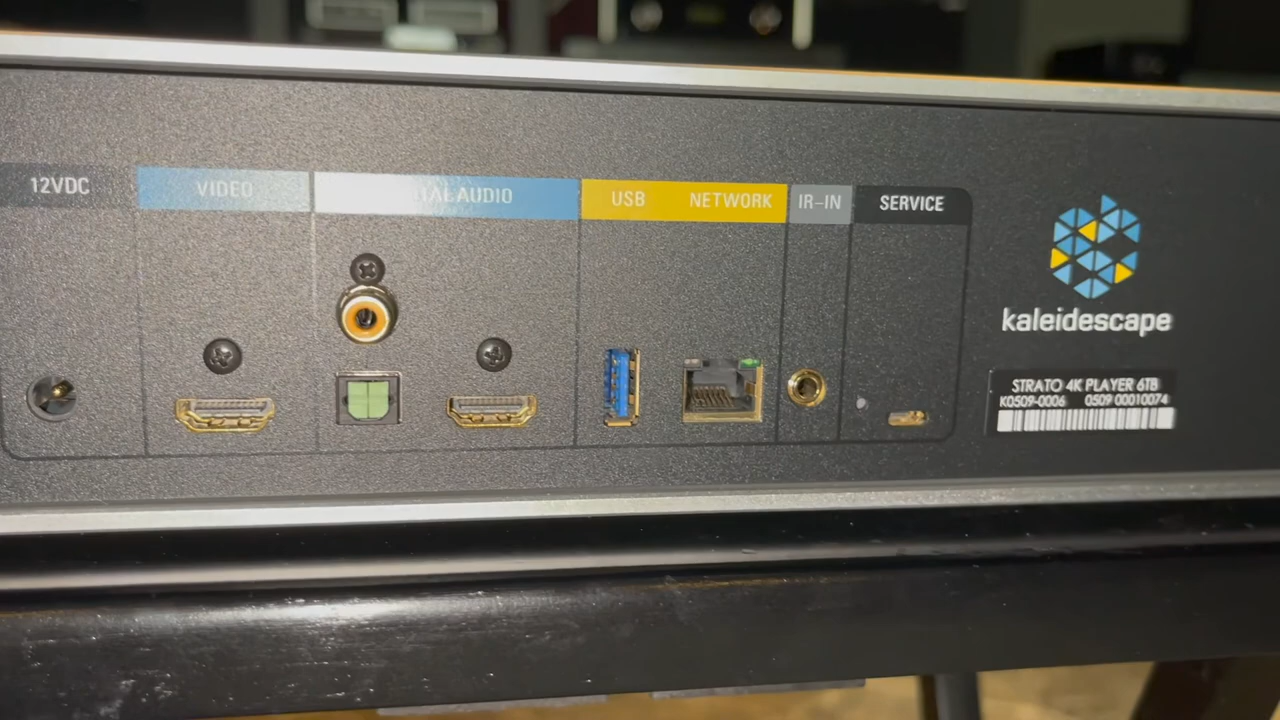 12VDC
VIDEO
AUDIO
USB
NETWORK
IR-IN
SERVICE
kaleidescape
STRATO 4K PLAYER 6TB
K0509-0006 0509 00010074